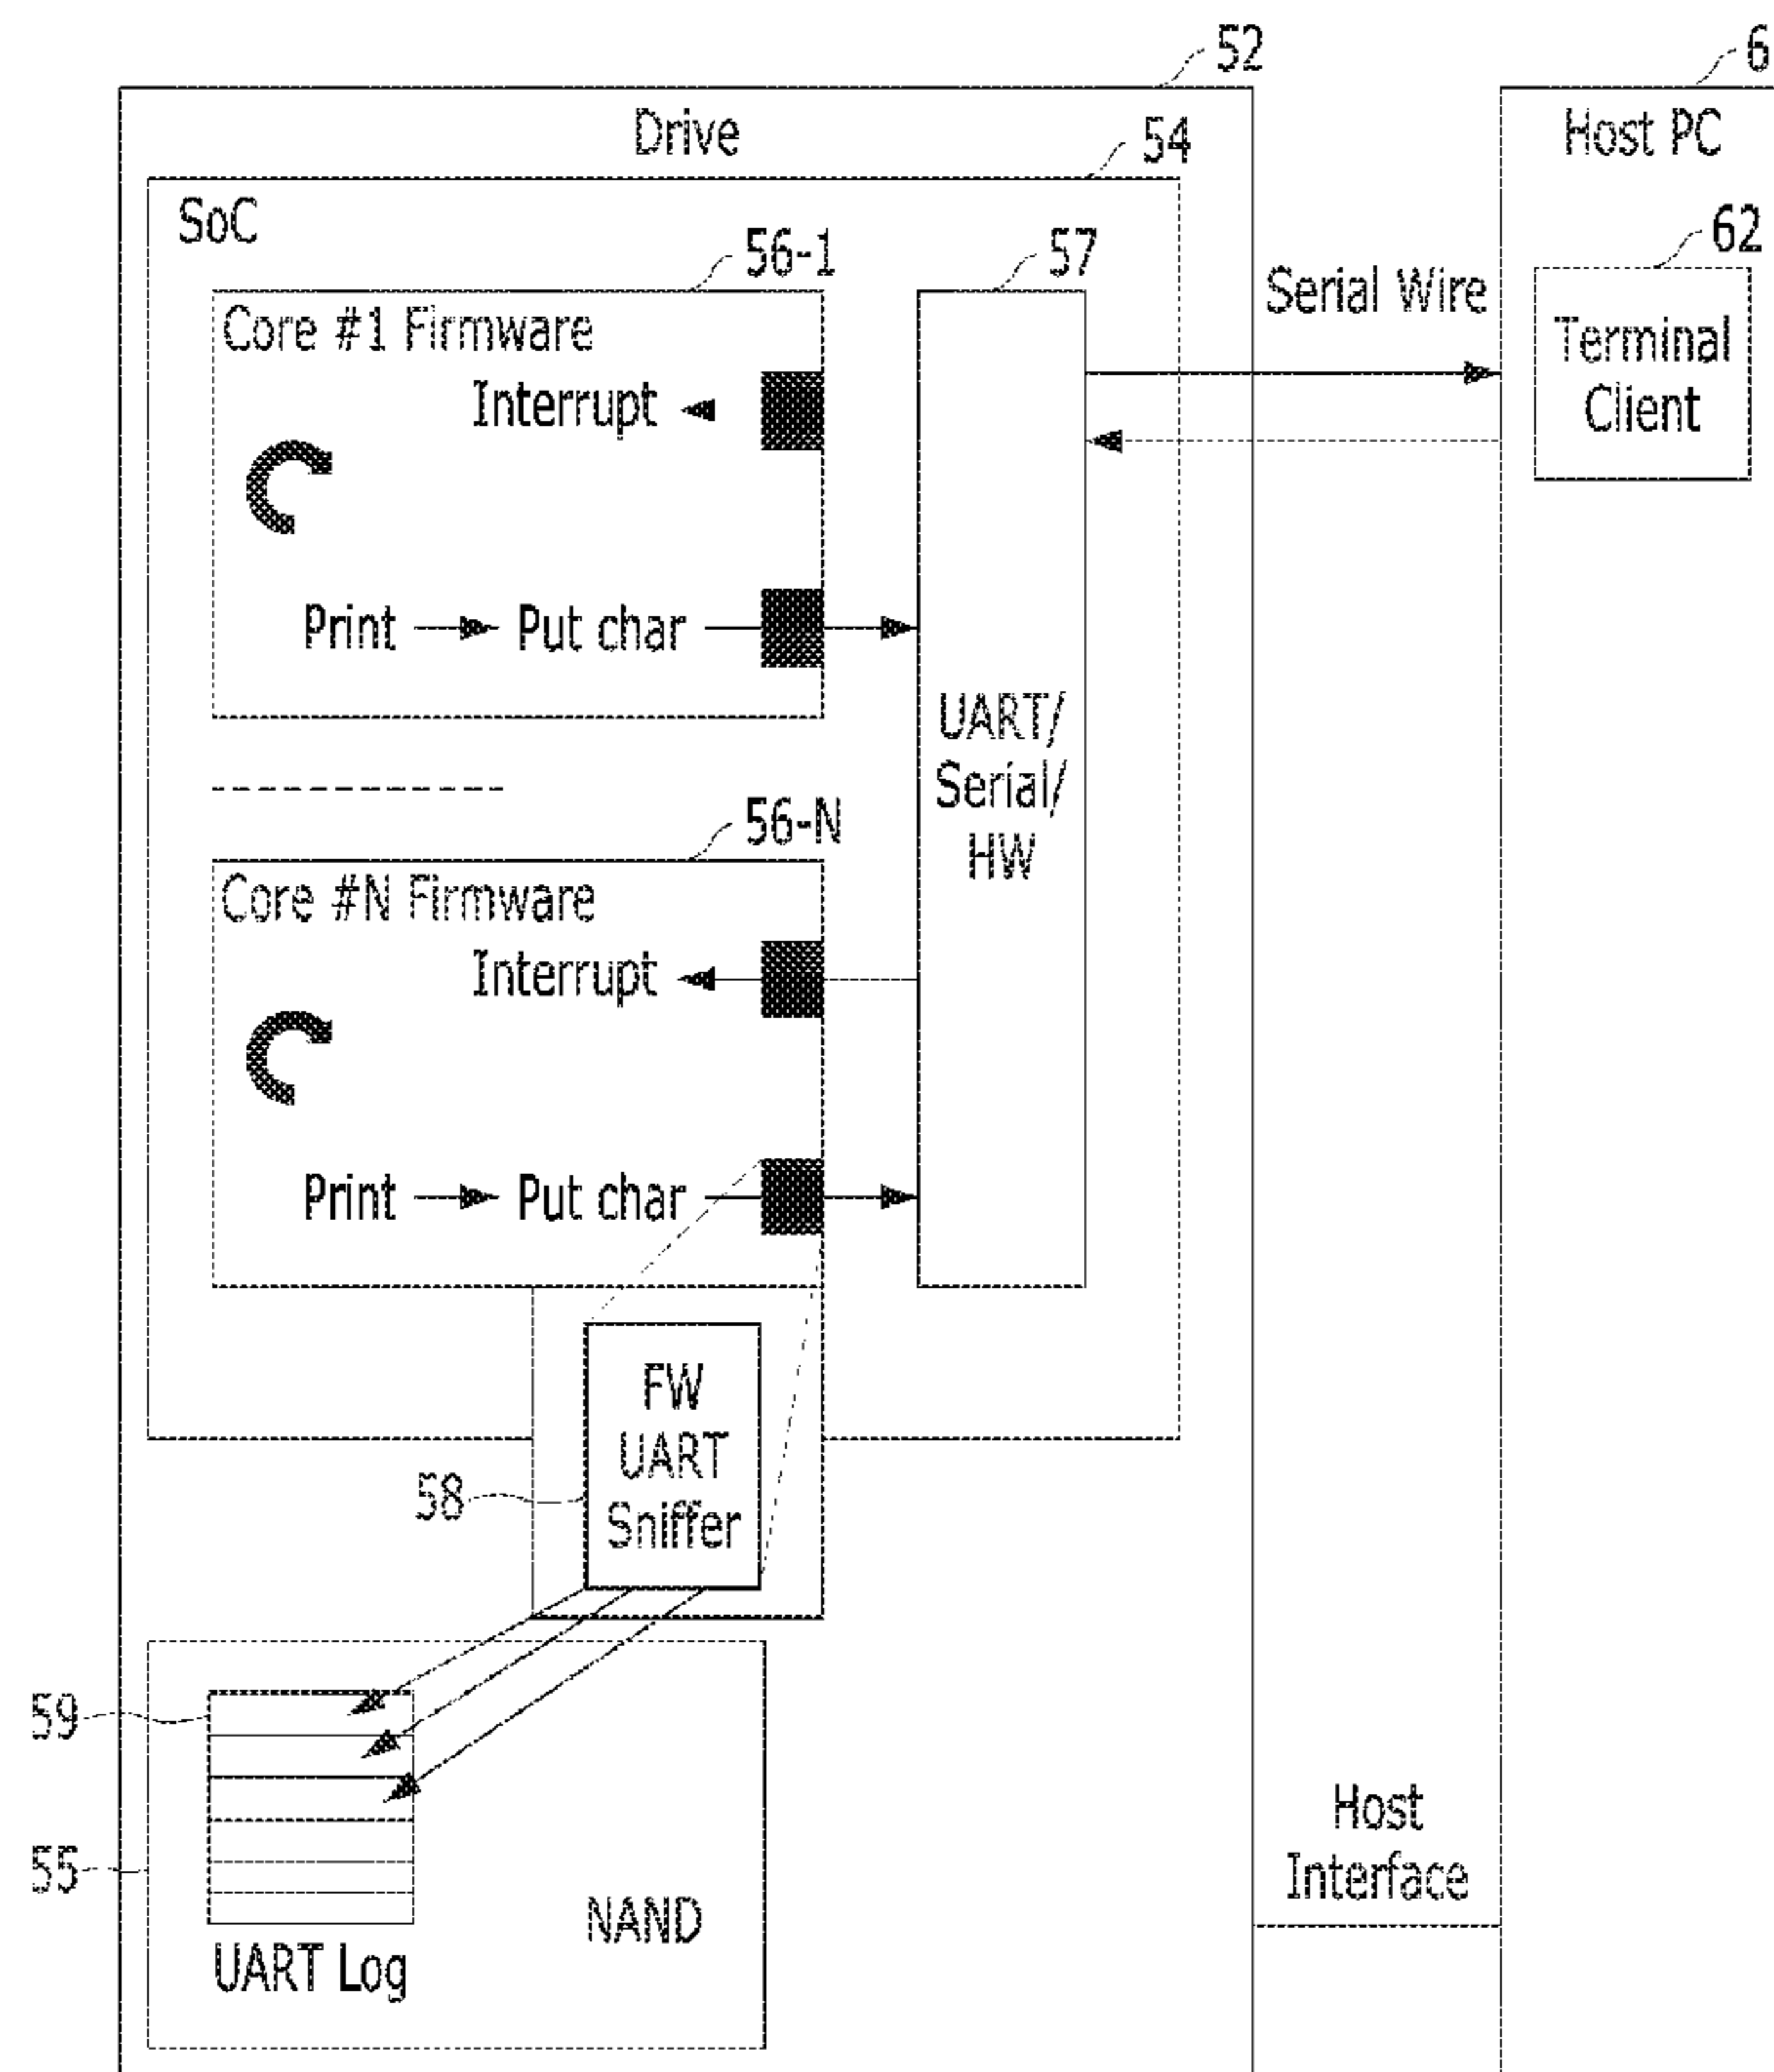 52
6
Drive
Host PC
54
SoC
62
56-1
57
Serial Wire
Core #1 Firmware
Terminal
Client
Interrupt
Print
Put char
UART/
Serial/
HW
56-N
Core #N Firmware
Interrupt
Print
Put char
FW
UART
Sniffer
58
59
Host
Interface
55
NAND
UART Log